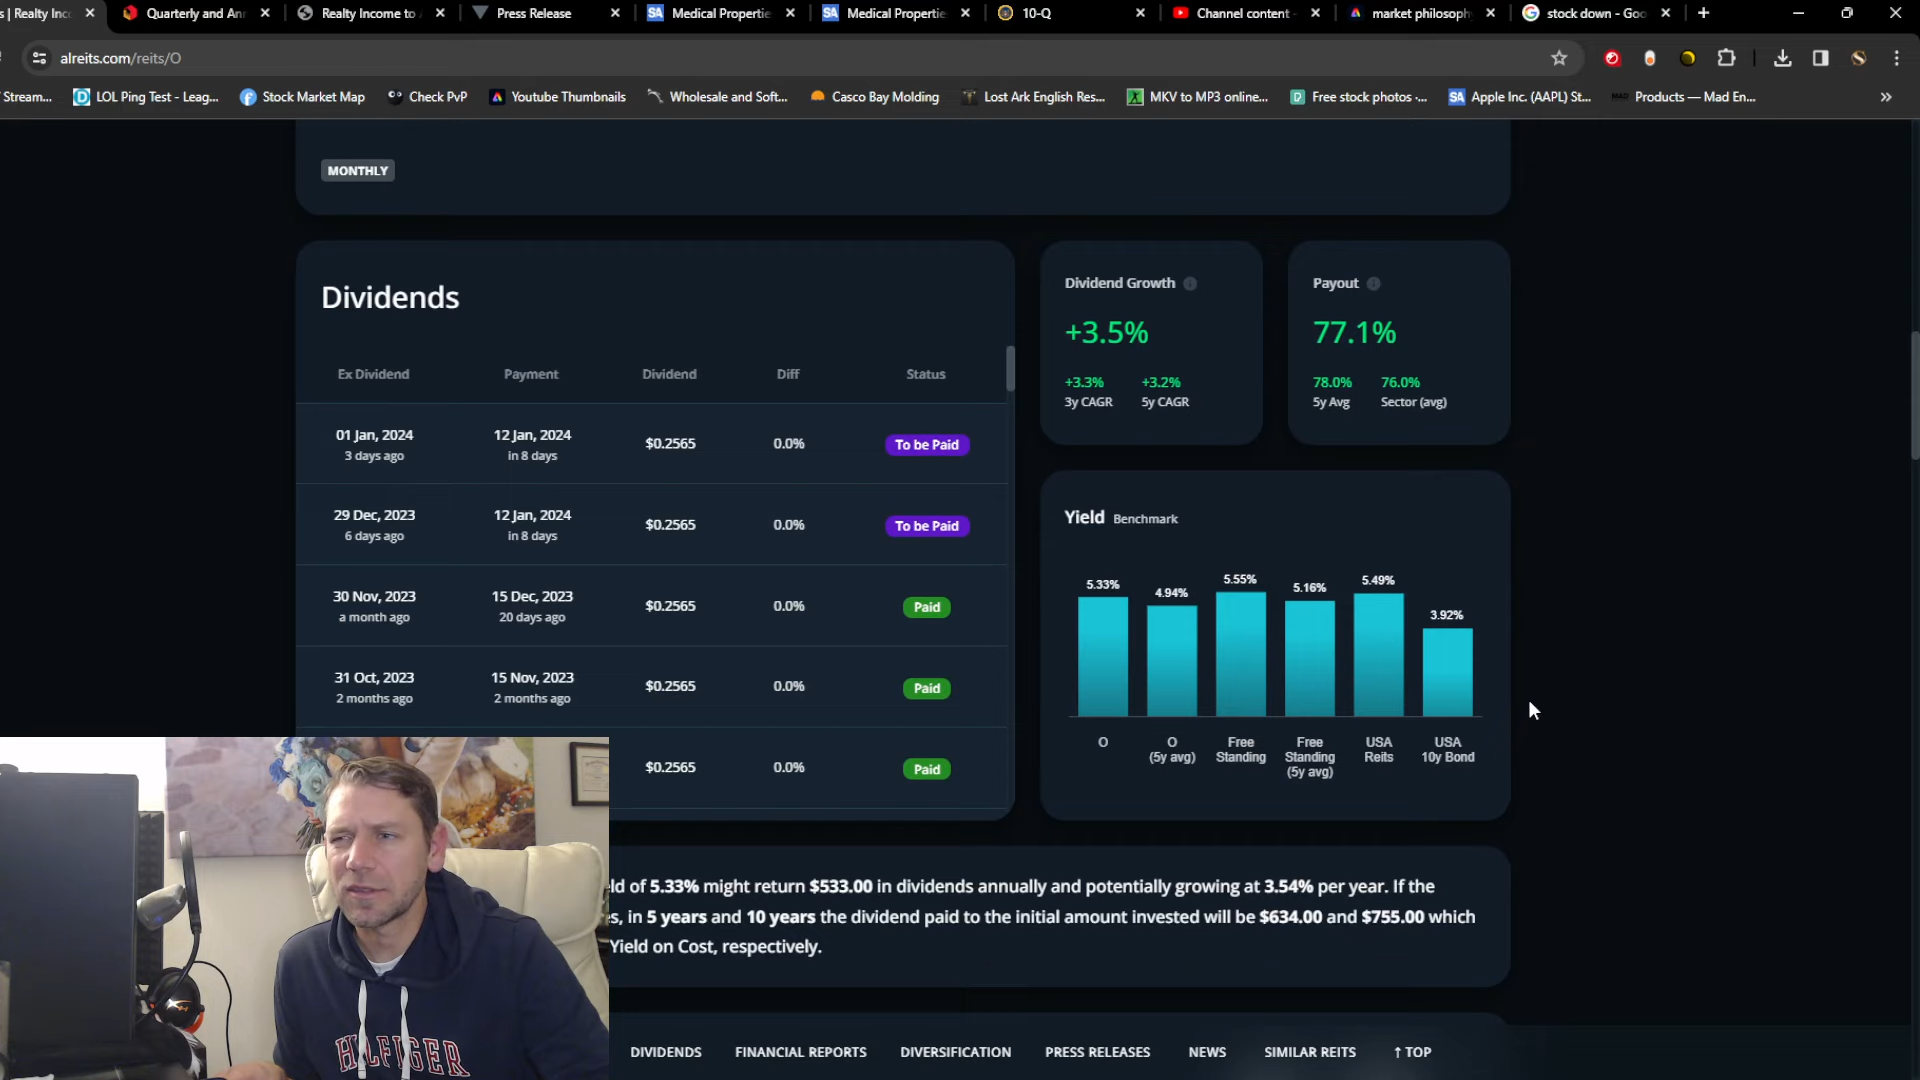 s | Realty Inc
Quarterly and An
Realty Income to
Press Release
Medical Propertie
Medical Propertie
10-Q
Channel content -
market philosophy
stock down - Goo
alreits.com/reits/O
Stream...
LOL Ping Test - Leag...
Stock Market Map
Check PvP
Youtube Thumbnails
Wholesale and Soft...
Casco Bay Molding
Lost Ark English Res...
MKV to MP3 online...
Free stock photos ·...
SA Apple Inc. (AAPL) St...
Products — Mad En...
MONTHLY
Dividends
Ex Dividend Payment Dividend Diff Status
01 Jan, 2024 12 Jan, 2024 $0.2565 0.0% To be Paid
3 days ago in 8 days
29 Dec, 2023 12 Jan, 2024 $0.2565 0.0% To be Paid
6 days ago in 8 days
30 Nov, 2023 15 Dec, 2023 $0.2565 0.0% Paid
a month ago 20 days ago
31 Oct, 2023 15 Nov, 2023 $0.2565 0.0% Paid
2 months ago 2 months ago
$0.2565 0.0% Paid
Dividend Growth
+3.5%
+3.3% +3.2%
3y CAGR 5y CAGR
Payout
77.1%
78.0% 76.0%
5y Avg Sector (avg)
Yield Benchmark
5.33% 4.94% 5.55% 5.16% 5.49% 3.92%
O
O (5y avg)
Free Standing
Free Standing (5y avg)
USA Reits
USA 10y Bond
ld of 5.33% might return $533.00 in dividends annually and potentially growing at 3.54% per year. If the
s, in 5 years and 10 years the dividend paid to the initial amount invested will be $634.00 and $755.00 which
Yield on Cost, respectively.
DIVIDENDS FINANCIAL REPORTS DIVERSIFICATION PRESS RELEASES NEWS SIMILAR REITS ↑ TOP
HILFIGER